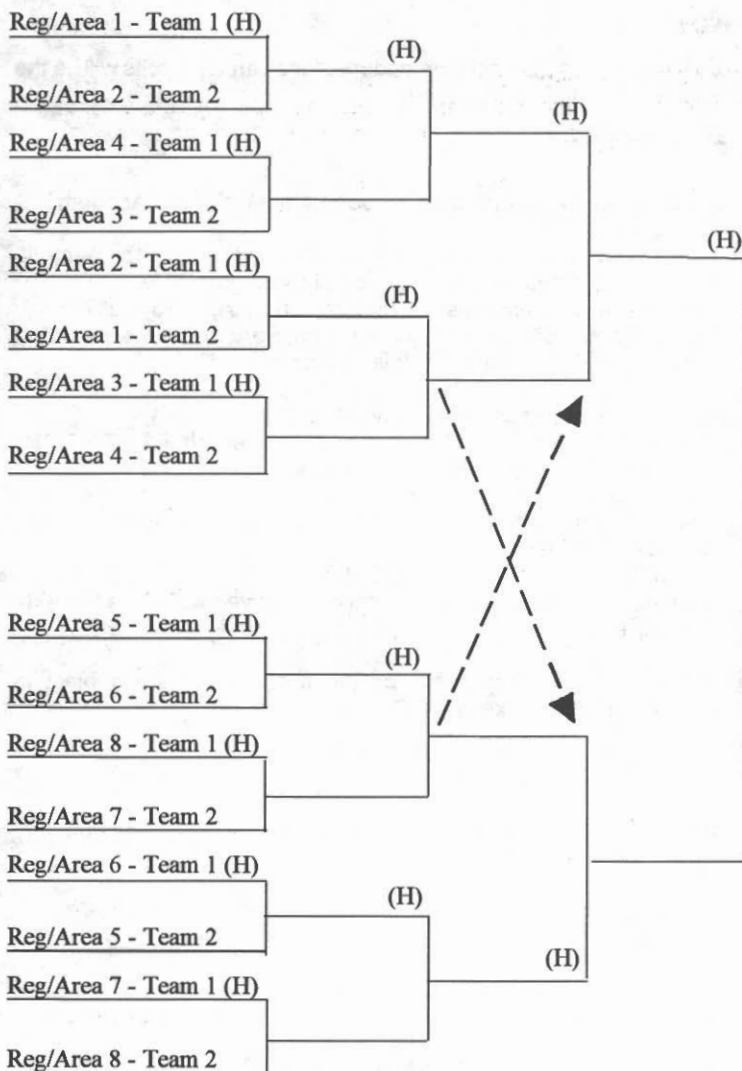 Reg/Area 1 - Team 1 (H)
(H)
Reg/Area 2 - Team 2
(H)
Reg/Area 4 - Team 1 (H)
Reg/Area 3 - Team 2
(H)
Reg/Area 2 - Team 1 (H)
(H)
Reg/Area 1 - Team 2
Reg/Area 3 - Team 1 (H)
Reg/Area 4 - Team 2
Reg/Area 5 - Team 1 (H)
(H)
Reg/Area 6 - Team 2
Reg/Area 8 - Team 1 (H)
Reg/Area 7 - Team 2
Reg/Area 6 - Team 1 (H)
(H)
Reg/Area 5 - Team 2
(H)
Reg/Area 7 - Team 1 (H)
Reg/Area 8 - Team 2